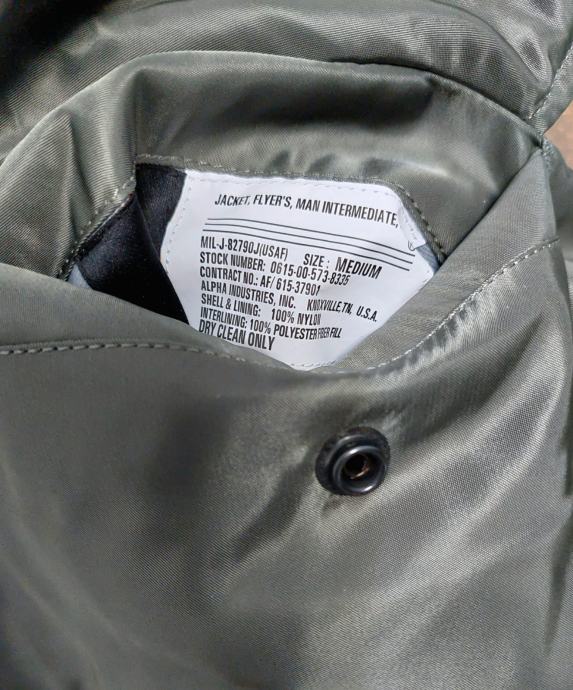 JACKET, FLYER'S, MAN INTERMEDIATE,
MIL-J-82790J(USAF) SIZE: MEDIUM
STOCK NUMBER: 0615-00-573-8335
CONTRACT NO.: AF/ 615-37901
ALPHA INDUSTRIES, INC. KNOXVILLE, TN, U.S.A.
SHELL & LINING: 100% NYLON
INTERLINING: 100% POLYESTER FIBER FILL
DRY CLEAN ONLY